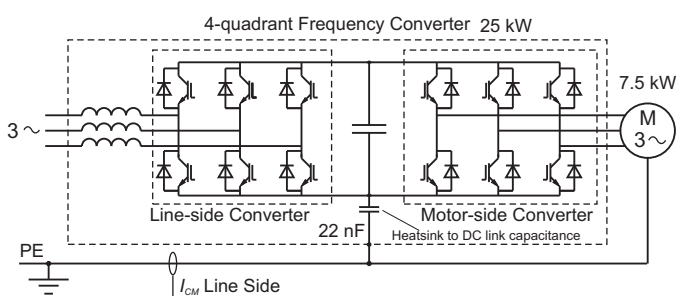 4-quadrant Frequency Converter 25 kW
7.5 kW
M
3～
3～
Line-side Converter
Motor-side Converter
22 nF
Heatsink to DC link capacitance
PE
I_CM Line Side